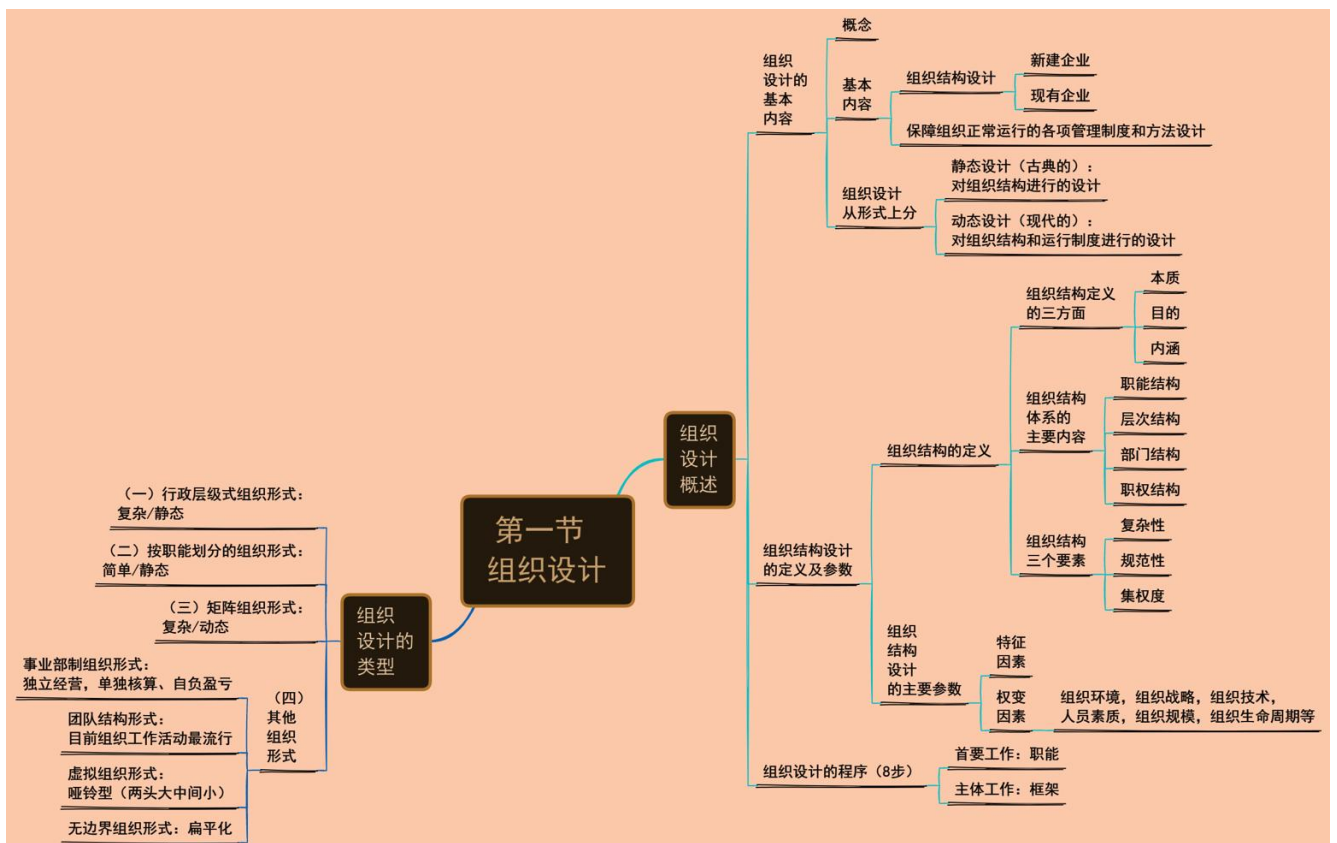 第一节
组织设计
组织
设计
概述
组织
设计的
基本
内容
概念
基本
内容
组织结构设计
新建企业
现有企业
保障组织正常运行的各项管理制度和方法设计
组织设计
从形式上分
静态设计（古典的）：
对组织结构进行的设计
动态设计（现代的）：
对组织结构和运行制度进行的设计
组织结构设计
的定义及参数
组织结构的定义
组织结构定义
的三方面
本质
目的
内涵
组织结构
体系的
主要内容
职能结构
层次结构
部门结构
职权结构
组织结构
三个要素
复杂性
规范性
集权度
组织
结构
设计
的主要参数
特征
因素
权变
因素
组织环境，组织战略，组织技术，
人员素质，组织规模，组织生命周期等
组织设计的程序（8步）
首要工作：职能
主体工作：框架
组织
设计的
类型
（一）行政层级式组织形式：
复杂/静态
（二）按职能划分的组织形式：
简单/静态
（三）矩阵组织形式：
复杂/动态
（四）
其他
组织
形式
事业部制组织形式：
独立经营，单独核算、自负盈亏
团队结构形式：
目前组织工作活动最流行
虚拟组织形式：
哑铃型（两头大中间小）
无边界组织形式：扁平化